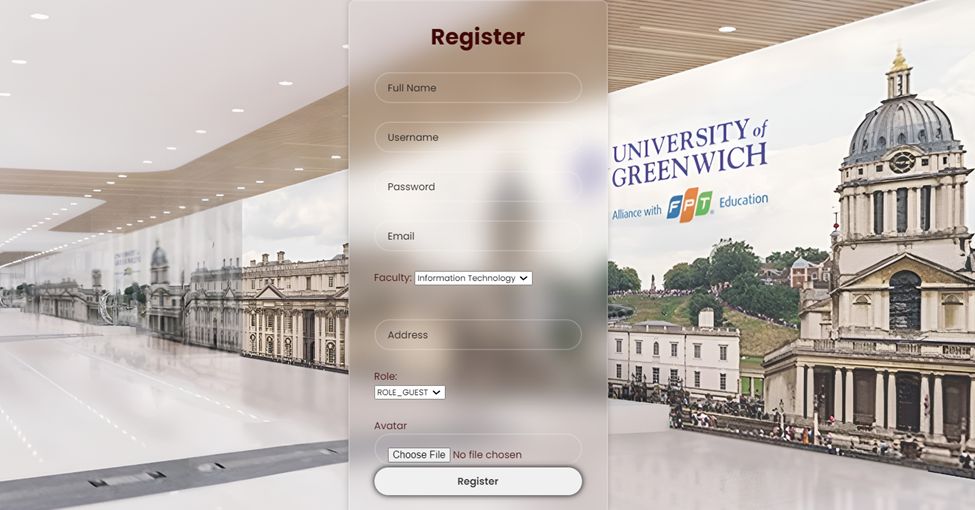 Register
Full Name
Username
Password
Email
Faculty: Information Technology
Address
Role:
ROLE_GUEST
Avatar
Choose File No file chosen
Register
UNIVERSITY of
GREENWICH
Alliance with FPT Education